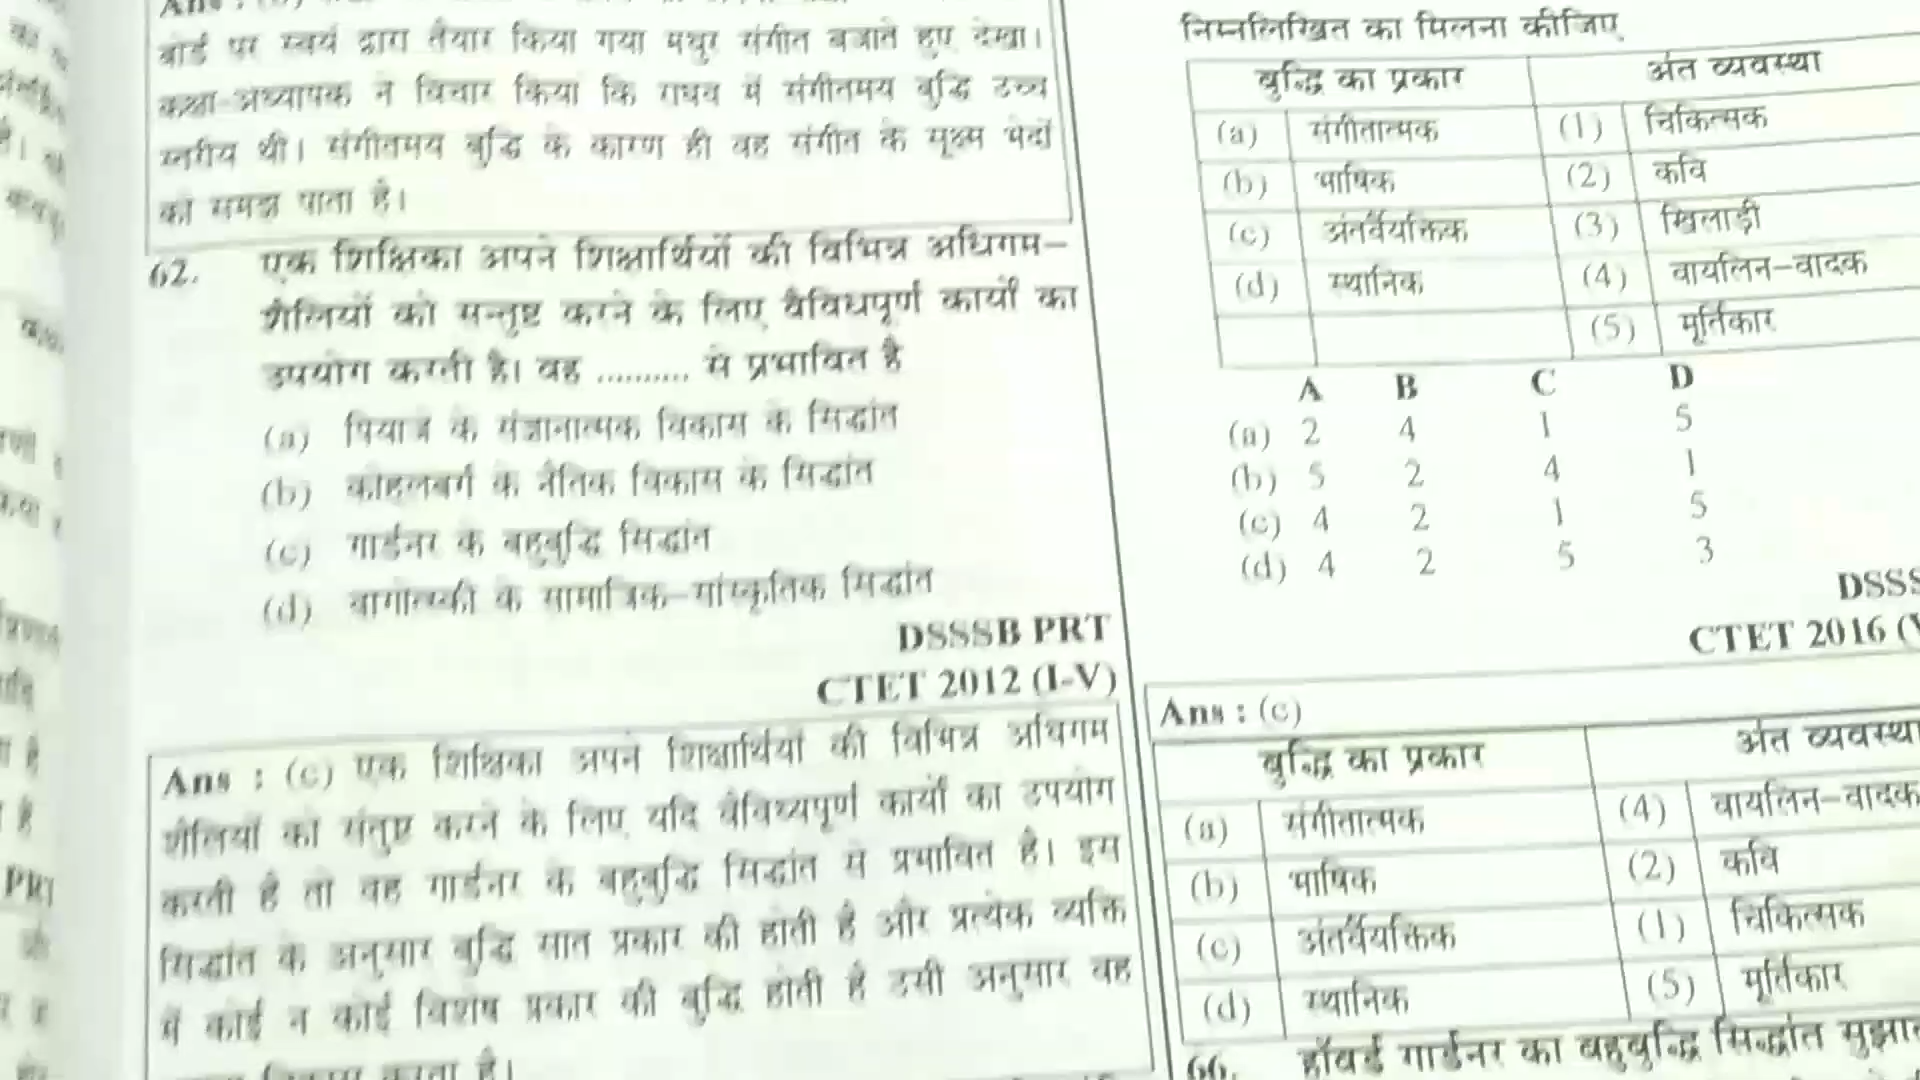 बोर्ड पर स्वयं द्वारा तैयार किया गया मधुर संगीत बजाते हुए देखा।
कक्षा-अध्यापक ने विचार किया कि राघव में संगीतमय बुद्धि उच्च
स्तरीय थी। संगीतमय बुद्धि के कारण ही वह संगीत के सूक्ष्म भेदों
को समझ पाता है।
62. एक शिक्षिका अपने शिक्षार्थियों की विभिन्न अधिगम-
शैलियों को सन्तुष्ट करने के लिए वैविधपूर्ण कार्यों का
उपयोग करती है। वह .......... से प्रभावित है
(a) पियाजे के संज्ञानात्मक विकास के सिद्धांत
(b) कोहलबर्ग के नैतिक विकास के सिद्धांत
(c) गार्डनर के बहुबुद्धि सिद्धांत
(d) वागोत्स्की के सामाजिक-सांस्कृतिक सिद्धांत
DSSSB PRT
CTET 2012 (I-V)
Ans : (c) एक शिक्षिका अपने शिक्षार्थियों की विभिन्न अधिगम
शैलियों को संतुष्ट करने के लिए यदि वैविध्यपूर्ण कार्यों का उपयोग
करती है तो वह गार्डनर के बहुबुद्धि सिद्धांत से प्रभावित है। इस
सिद्धांत के अनुसार बुद्धि सात प्रकार की होती है और प्रत्येक व्यक्ति
में कोई न कोई विशेष प्रकार की बुद्धि होती है उसी अनुसार वह
करता है।
निम्नलिखित का मिलना कीजिए
बुद्धि का प्रकार अंत व्यवस्था
(a) संगीतात्मक (1) चिकित्सक
(b) भाषिक (2) कवि
(c) अंतर्वैयक्तिक (3) खिलाड़ी
(d) स्थानिक (4) वायलिन-वादक
(5) मूर्तिकार
A B C D
(a) 2 4 1 5
(b) 5 2 4 1
(c) 4 2 1 5
(d) 4 2 5 3
DSSS
CTET 2016 (V
Ans : (c)
बुद्धि का प्रकार अंत व्यवस्था
(a) संगीतात्मक (4) वायलिन-वादक
(b) भाषिक (2) कवि
(c) अंतर्वैयक्तिक (1) चिकित्सक
(d) स्थानिक (5) मूर्तिकार
66. हॉवर्ड गार्डनर का बहुबुद्धि सिद्धांत